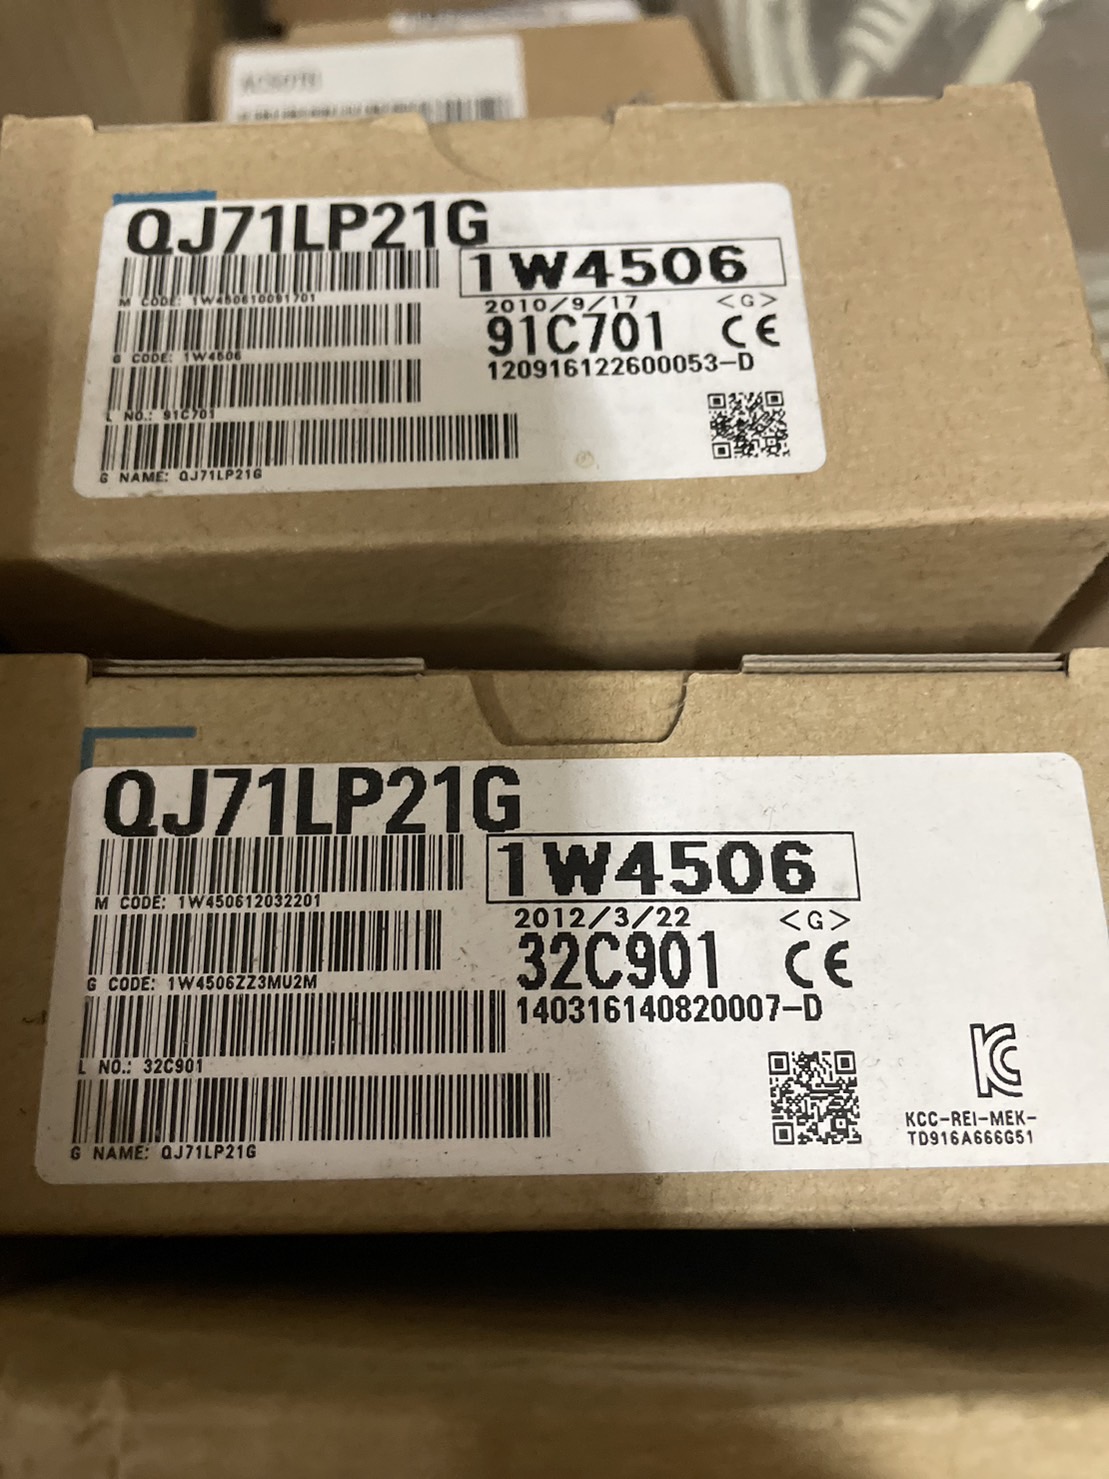 QJ71LP21G
1W4506
M CODE: 1W450610091701
2010/9/17 <G>
91C701 CE
G CODE: 1W4506
120916122600053-D
L NO.: 91C701
G NAME: QJ71LP21G
QJ71LP21G
1W4506
M CODE: 1W450612032201
2012/3/22 <G>
32C901 CE
G CODE: 1W4506ZZ3MU2M
140316140820007-D
L NO.: 32C901
KCC-REI-MEK-
TD916A666G51
G NAME: QJ71LP21G